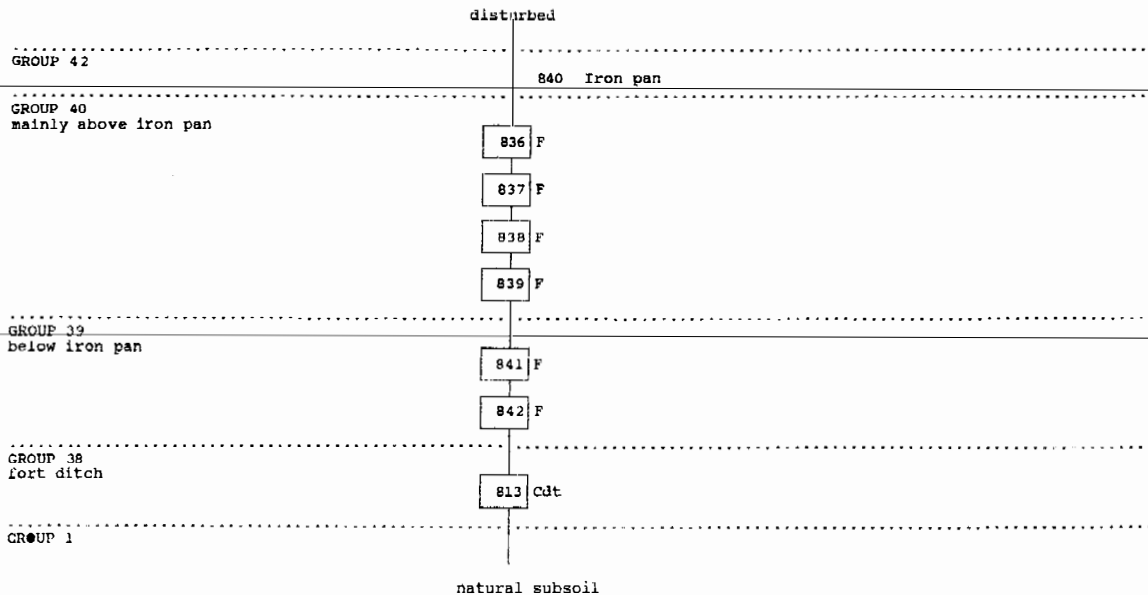 disturbed
GROUP 42
840 Iron pan
GROUP 40
mainly above iron pan
836 F
837 F
838 F
839 F
GROUP 39
below iron pan
841 F
842 F
GROUP 38
fort ditch
813 Cdt
GROUP 1
natural subsoil